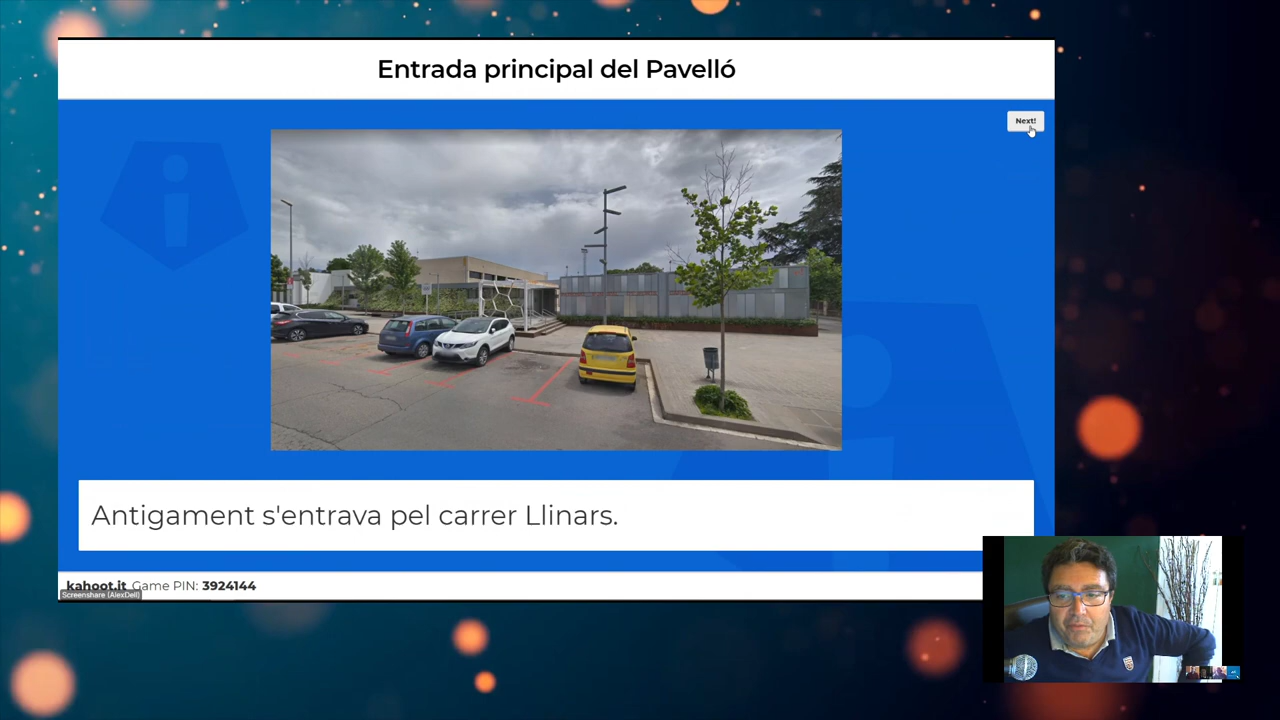 Entrada principal del Pavelló
Next!
Antigament s'entrava pel carrer Llinars.
kahoot.it Game PIN: 3924144
Screenshare (AlexDell)